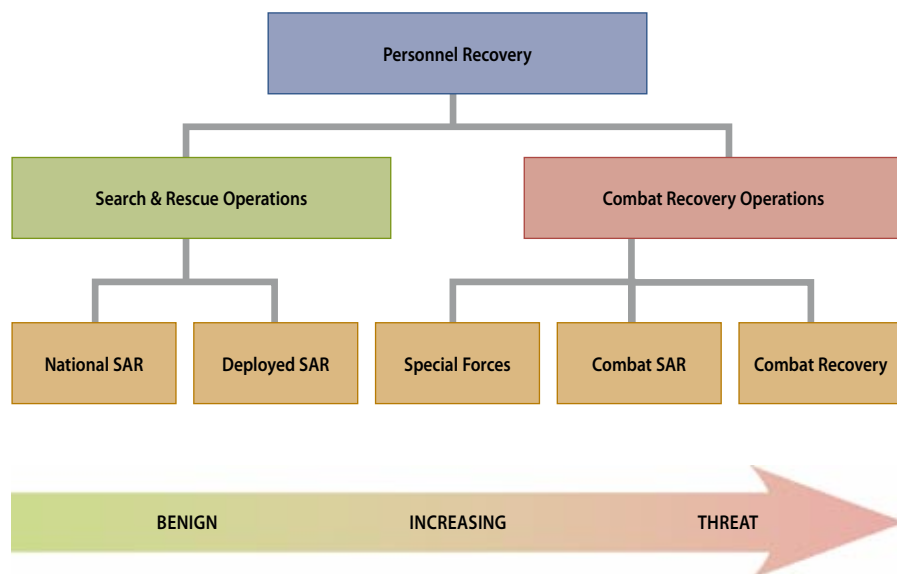 Personnel Recovery
Search & Rescue Operations
Combat Recovery Operations
National SAR
Deployed SAR
Special Forces
Combat SAR
Combat Recovery
BENIGN
INCREASING
THREAT